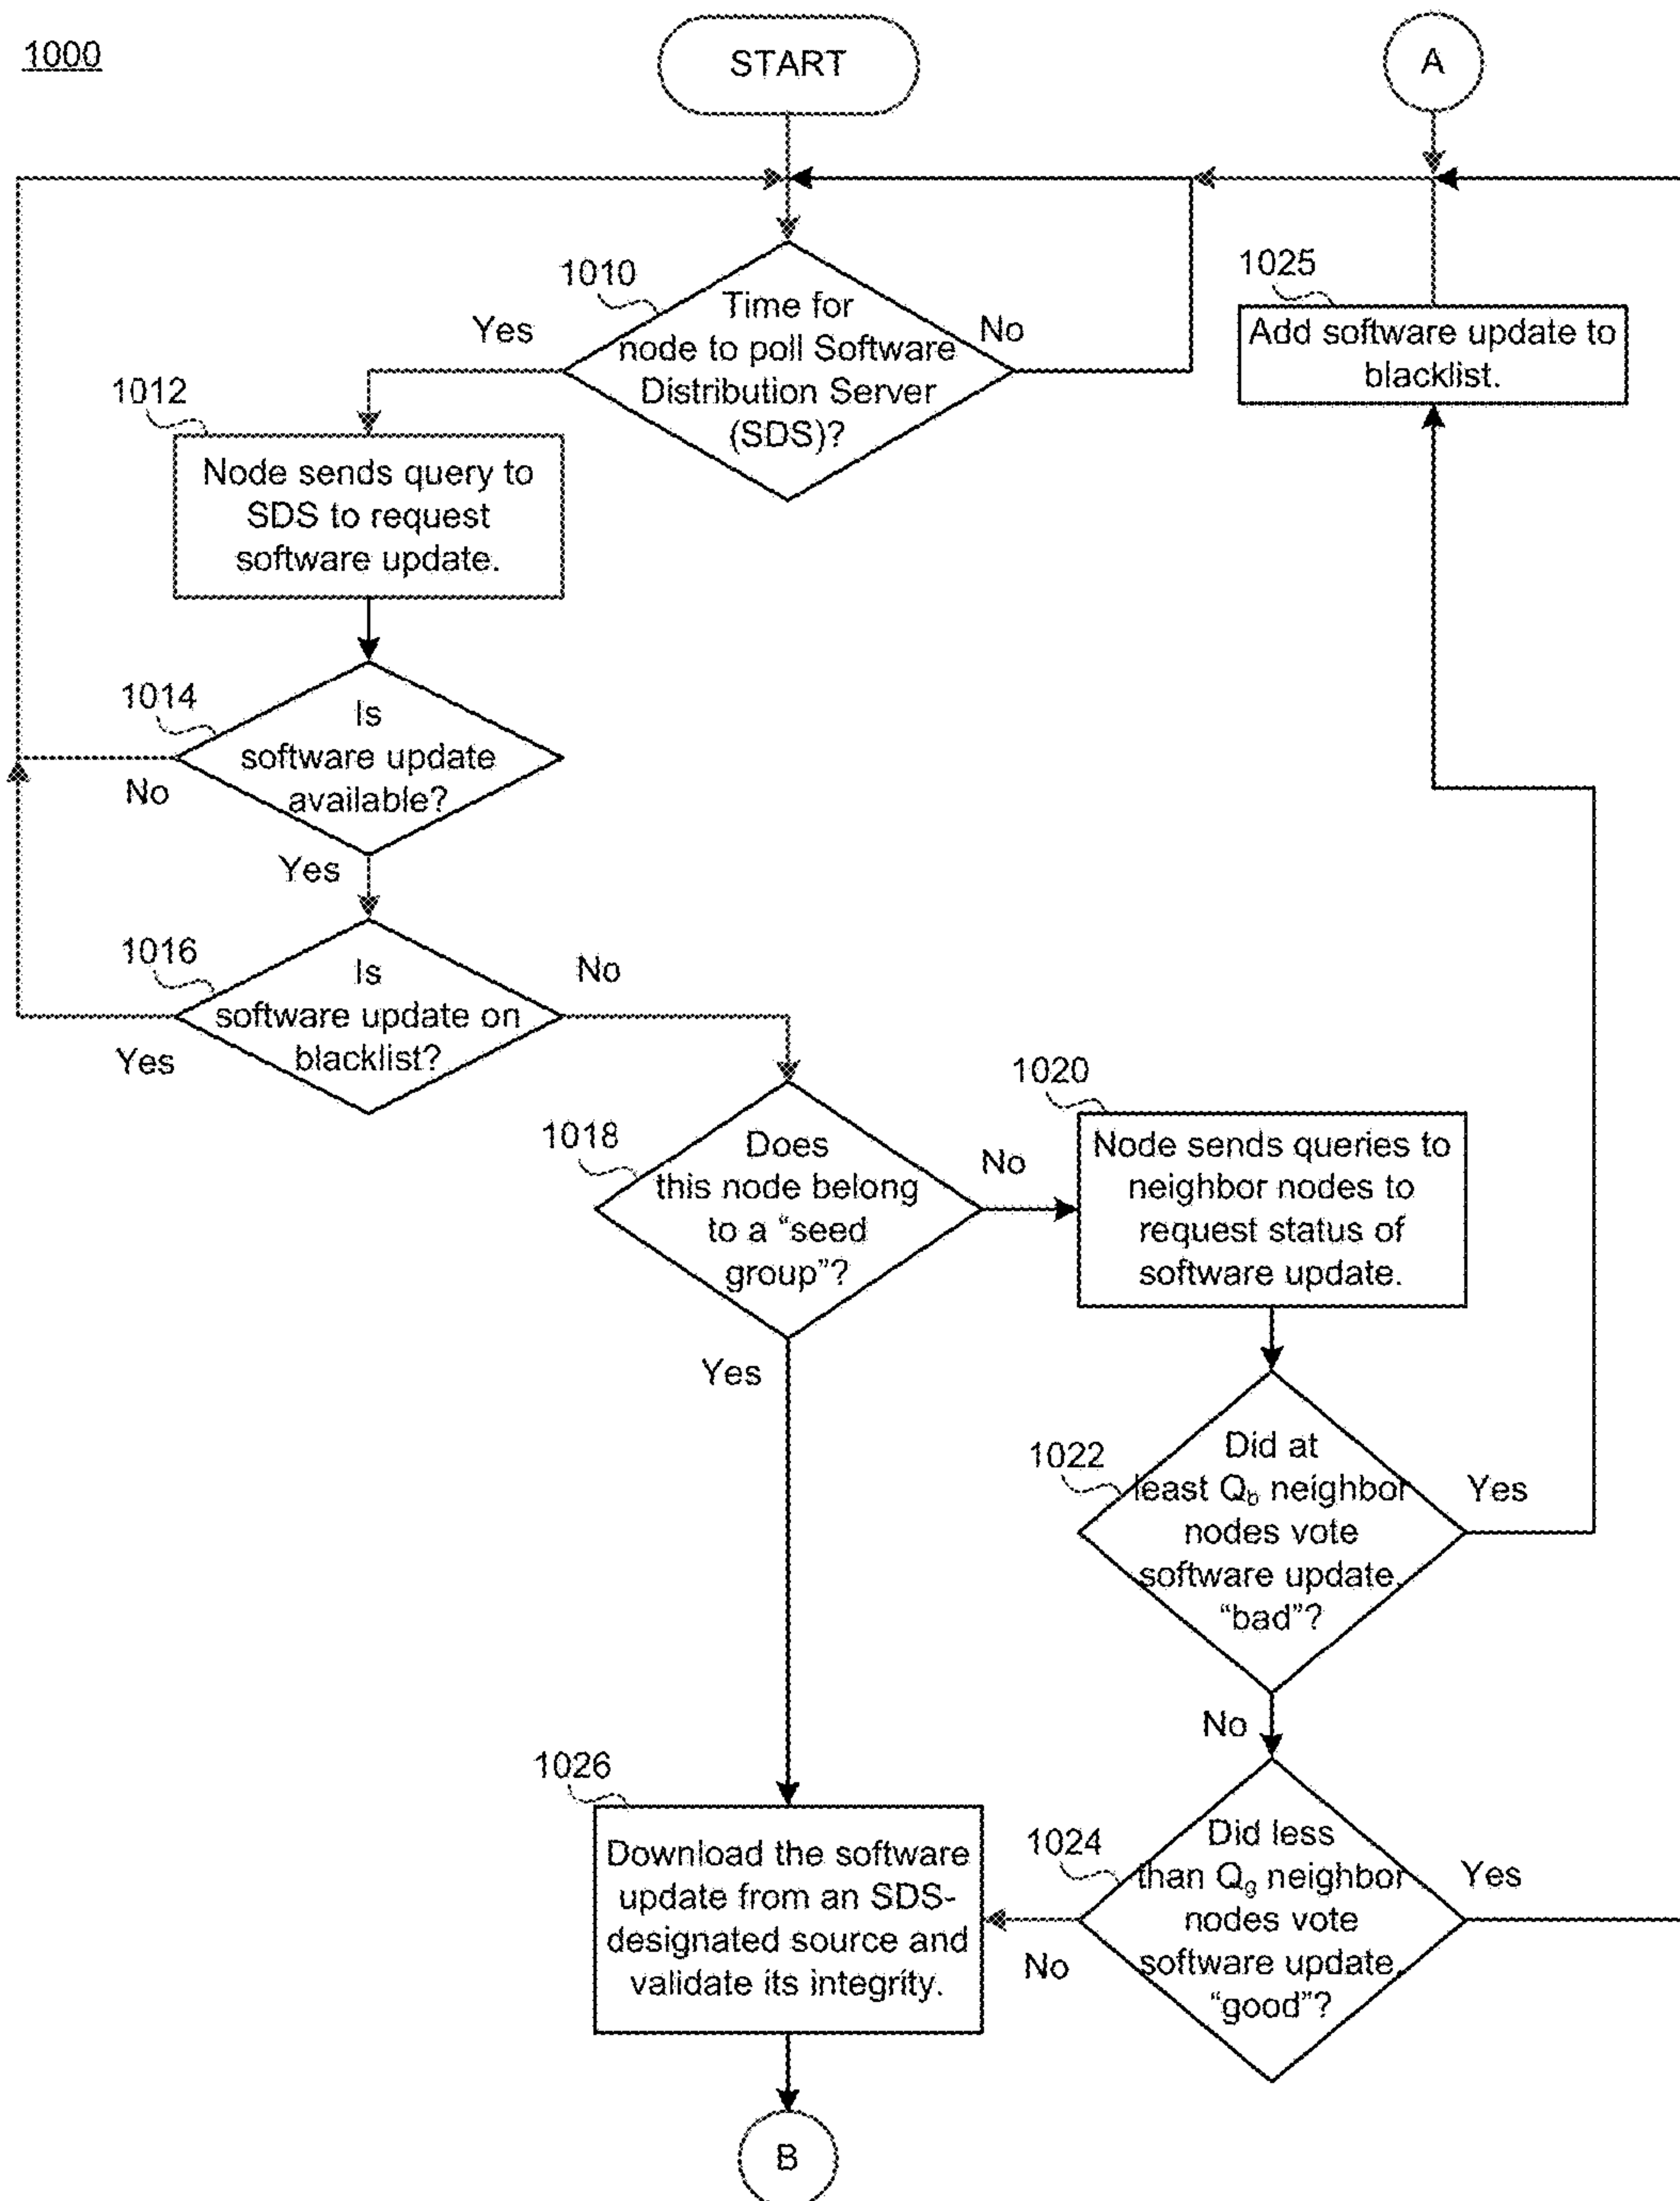 1000
START
A
1010
Time for
node to poll Software
Distribution Server
(SDS)?
Yes
No
1025
Add software update to
blacklist.
1012
Node sends query to
SDS to request
software update.
1014
Is
software update
available?
No
Yes
1016
Is
software update on
blacklist?
No
Yes
1018
Does
this node belong
to a “seed
group”?
No
Yes
1020
Node sends queries to
neighbor nodes to
request status of
software update.
1022
Did at
least Qb neighbor
nodes vote
software update
“bad”?
Yes
No
1024
Did less
than Qg neighbor
nodes vote
software update
“good”?
Yes
No
1026
Download the software
update from an SDS-
designated source and
validate its integrity.
B